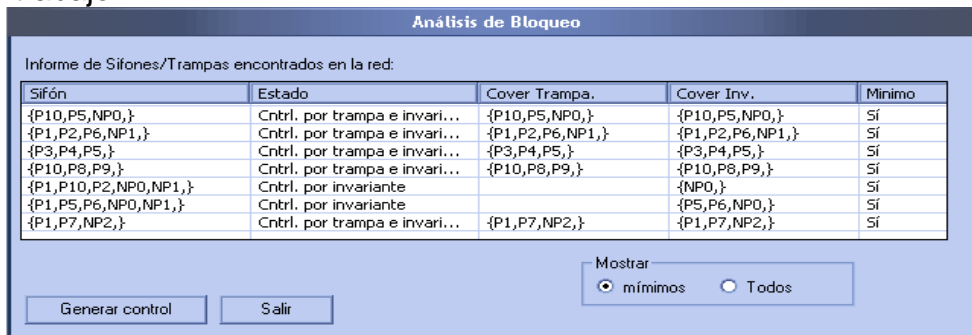 Análisis de Bloqueo
Informe de Sifones/Trampas encontrados en la red:
Sifón Estado Cover Trampa. Cover Inv. Minimo
{P10,P5,NP0,} Cntrl. por trampa e invari... {P10,P5,NP0,} {P10,P5,NP0,} Sí
{P1,P2,P6,NP1,} Cntrl. por trampa e invari... {P1,P2,P6,NP1,} {P1,P2,P6,NP1,} Sí
{P3,P4,P5,} Cntrl. por trampa e invari... {P3,P4,P5,} {P3,P4,P5,} Sí
{P10,P8,P9,} Cntrl. por trampa e invari... {P10,P8,P9,} {P10,P8,P9,} Sí
{P1,P10,P2,NP0,NP1,} Cntrl. por invariante {NP0,} Sí
{P1,P5,P6,NP0,NP1,} Cntrl. por invariante {P5,P6,NP0,} Sí
{P1,P7,NP2,} Cntrl. por trampa e invari... {P1,P7,NP2,} {P1,P7,NP2,} Sí
Mostrar
mímimos Todos
Generar control Salir